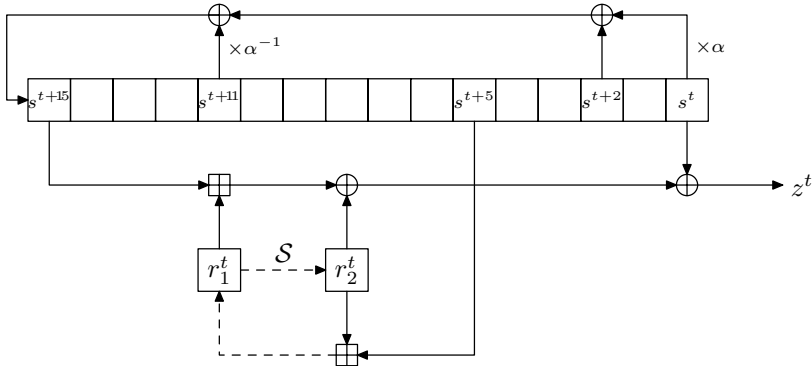 ×α⁻¹
×α
s^{t+15} s^{t+11} s^{t+5} s^{t+2} s^t
z^t
S
r_1^t r_2^t